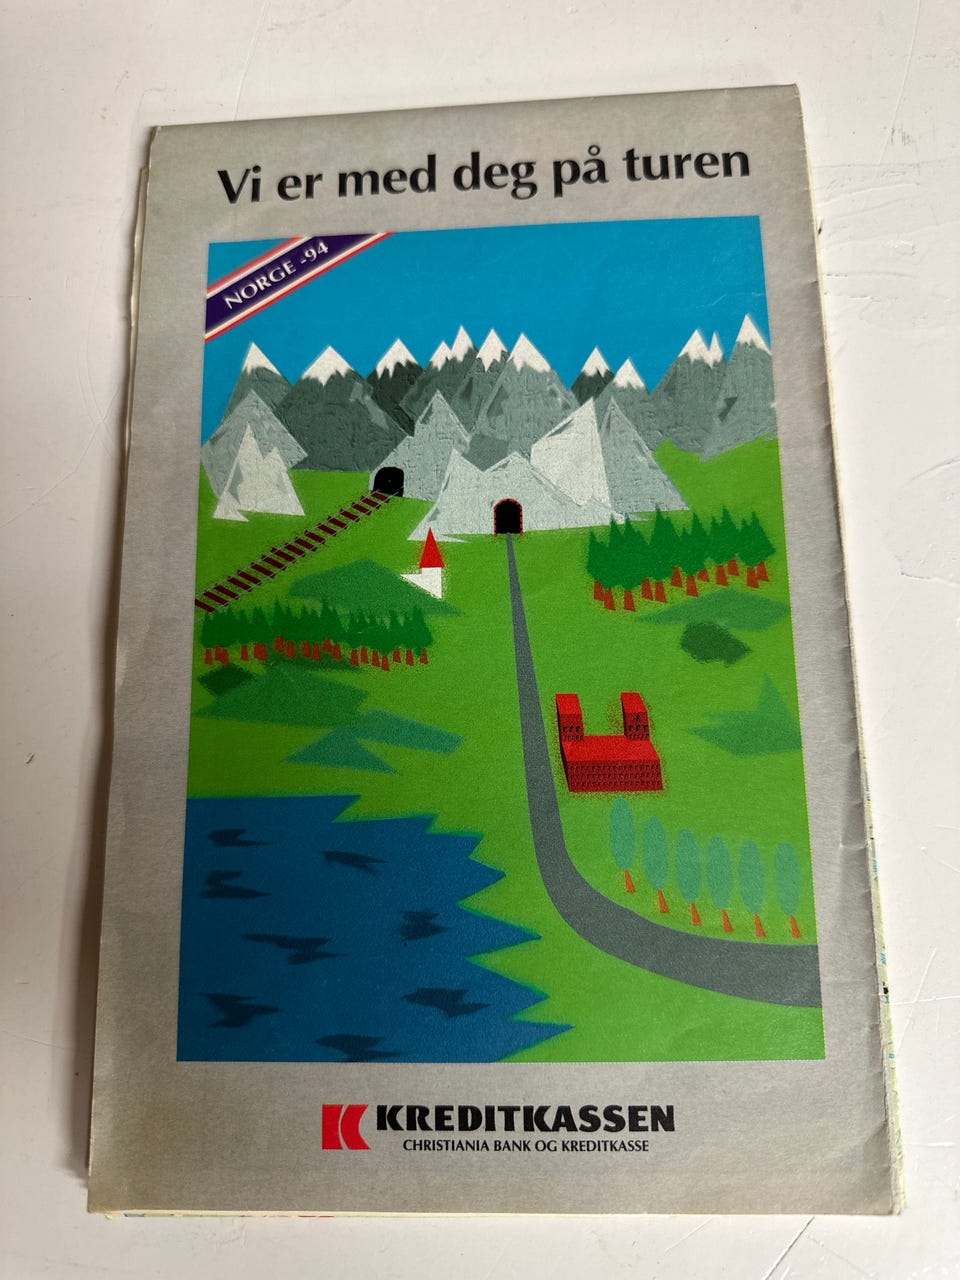 Vi er med deg på turen
NORGE -94
KREDITKASSEN
CHRISTIANIA BANK OG KREDITKASSE